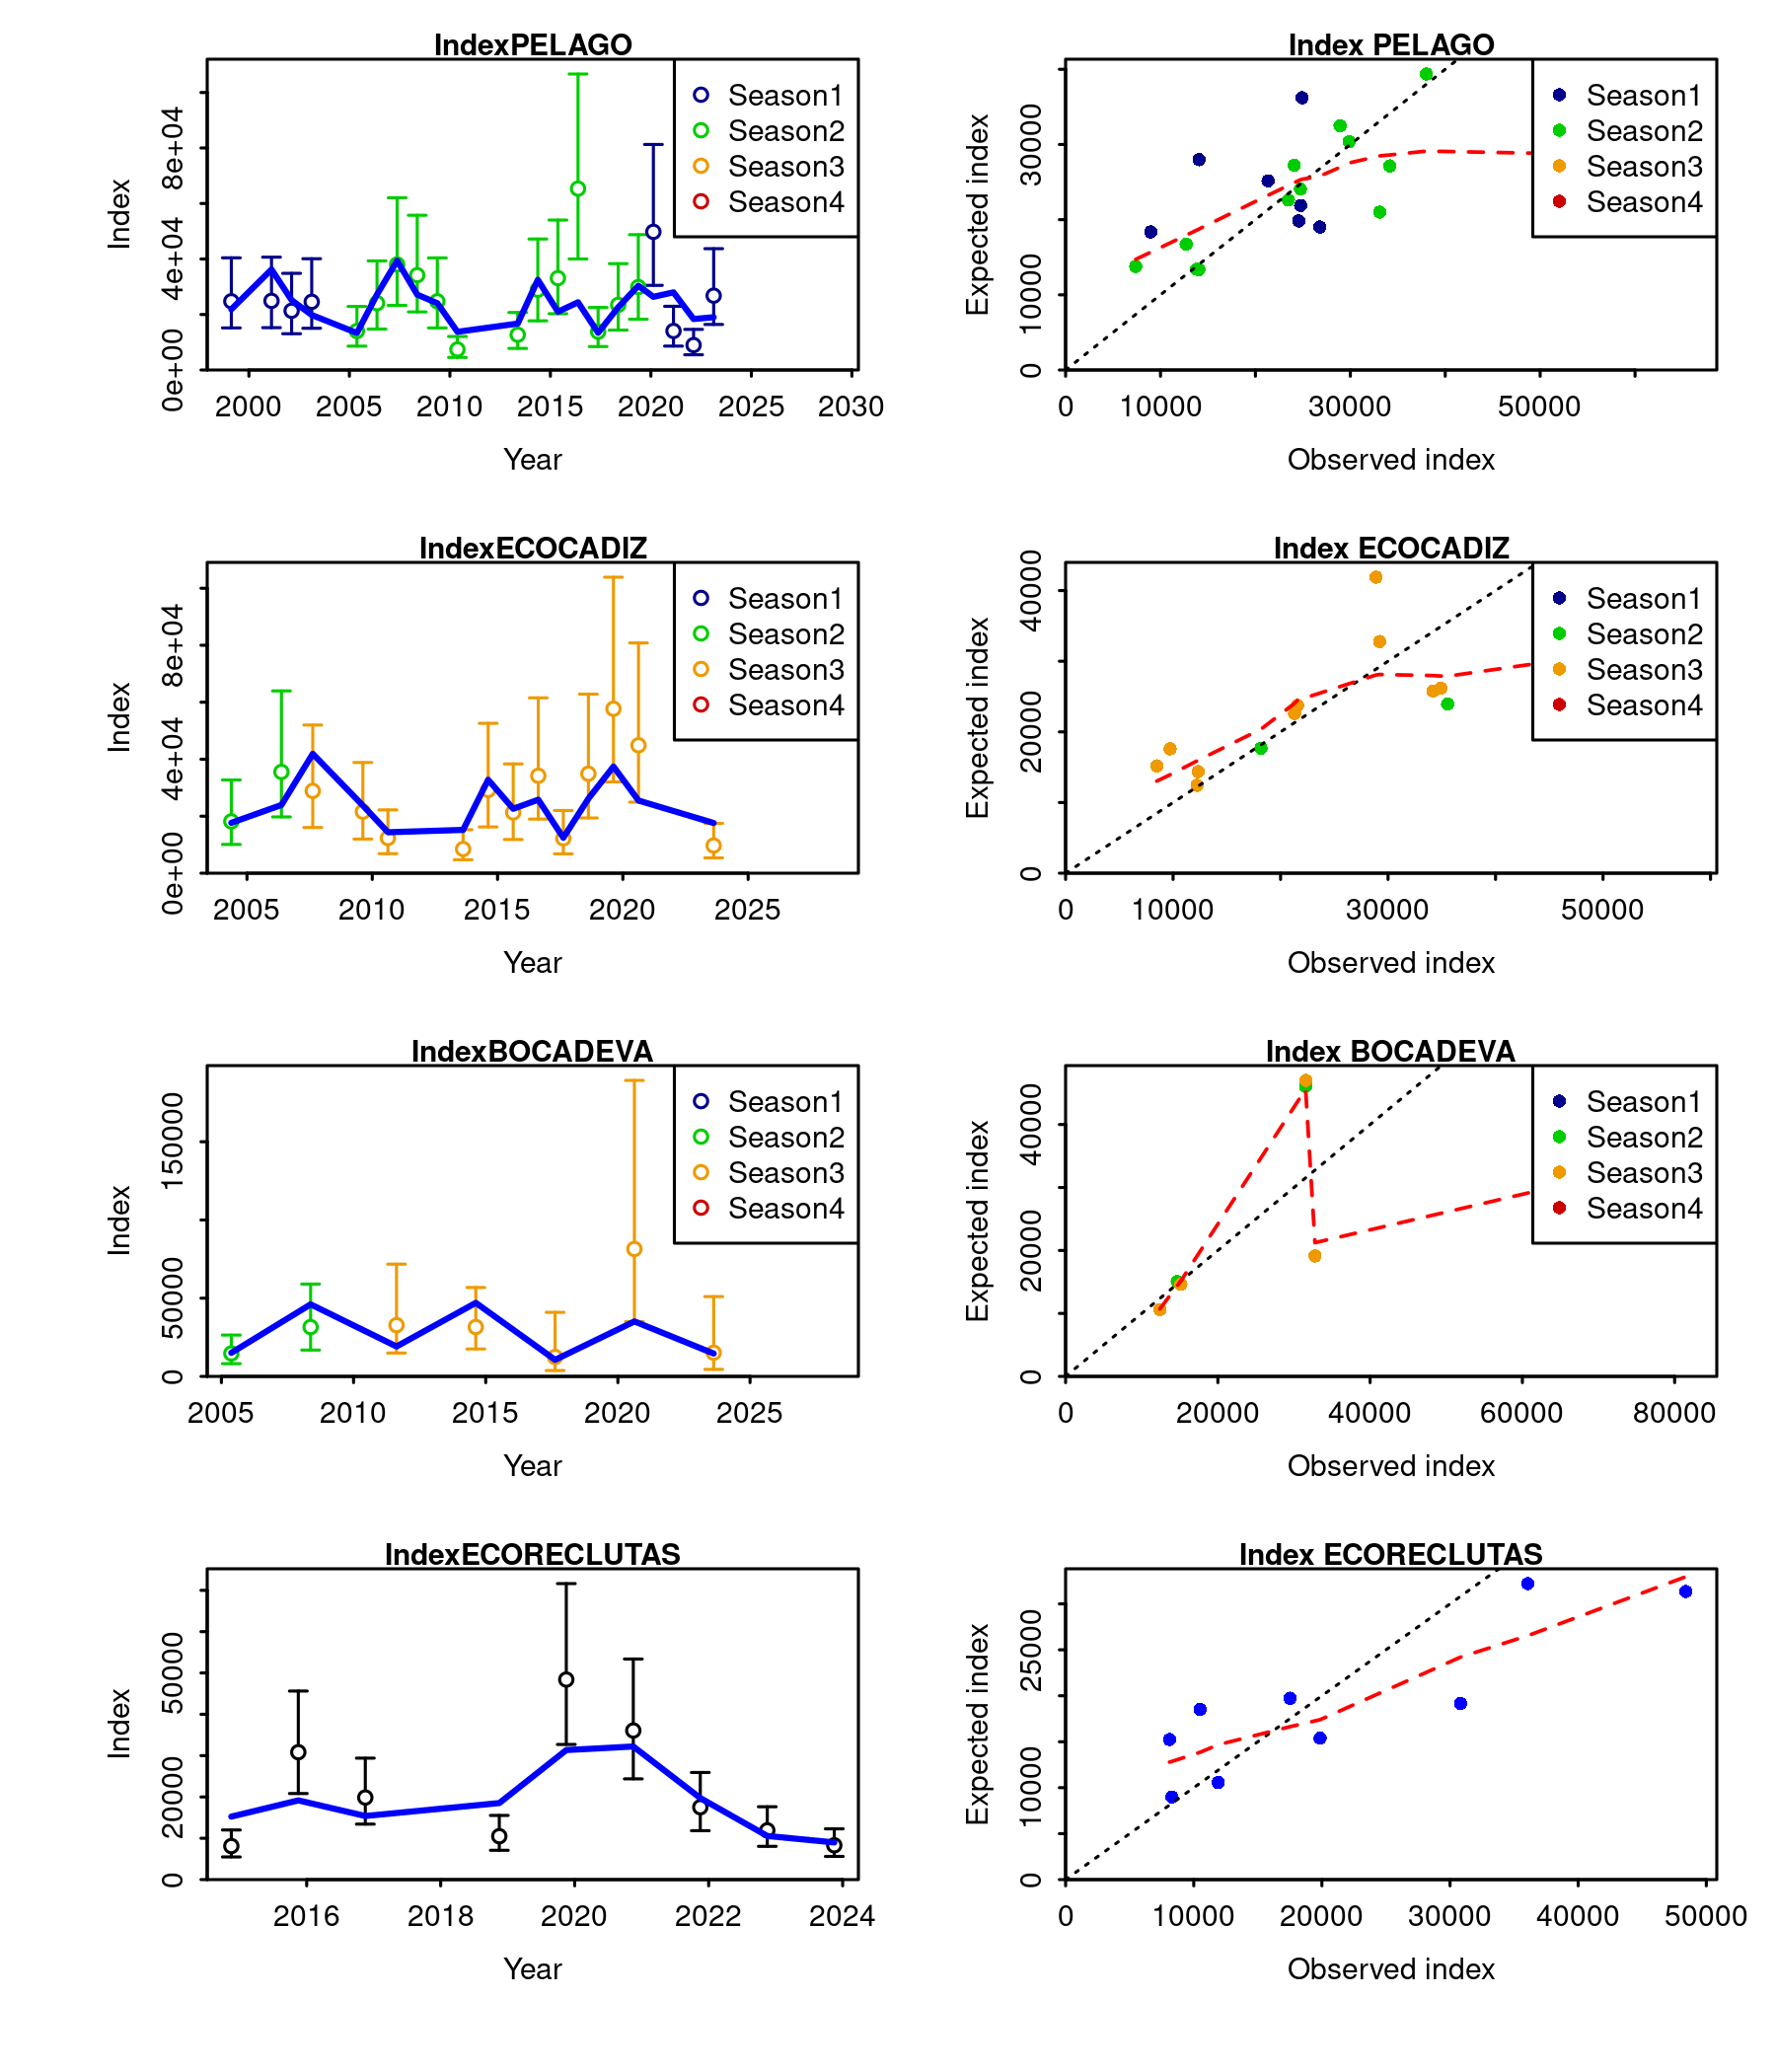 IndexPELAGO
Index
0e+00 4e+04 8e+04
Season1
Season2
Season3
Season4
2000 2005 2010 2015 2020 2025 2030
Year
Index PELAGO
Expected index
0 10000 30000
Season1
Season2
Season3
Season4
0 10000 30000 50000
Observed index
IndexECOCADIZ
Index
0e+00 4e+04 8e+04
Season1
Season2
Season3
Season4
2005 2010 2015 2020 2025
Year
Index ECOCADIZ
Expected index
0 20000 40000
Season1
Season2
Season3
Season4
0 10000 30000 50000
Observed index
IndexBOCADEVA
Index
0 50000 150000
Season1
Season2
Season3
Season4
2005 2010 2015 2020 2025
Year
Index BOCADEVA
Expected index
0 20000 40000
Season1
Season2
Season3
Season4
0 20000 40000 60000 80000
Observed index
IndexECORECLUTAS
Index
0 20000 50000
2016 2018 2020 2022 2024
Year
Index ECORECLUTAS
Expected index
0 10000 25000
0 10000 20000 30000 40000 50000
Observed index